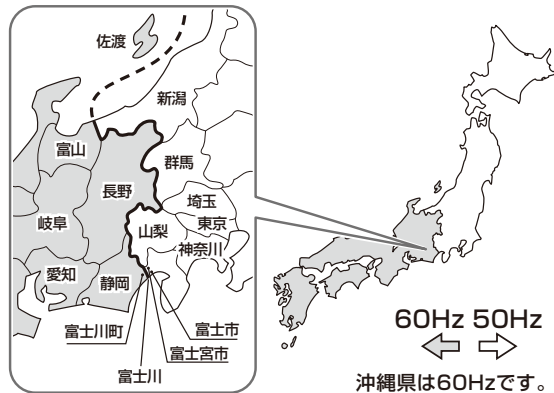 佐渡
新潟
富山
群馬
長野
埼玉
岐阜
山梨
東京
神奈川
愛知
静岡
富士川町
富士市
富士宮市
富士川
60Hz 50Hz
沖縄県は60Hzです。